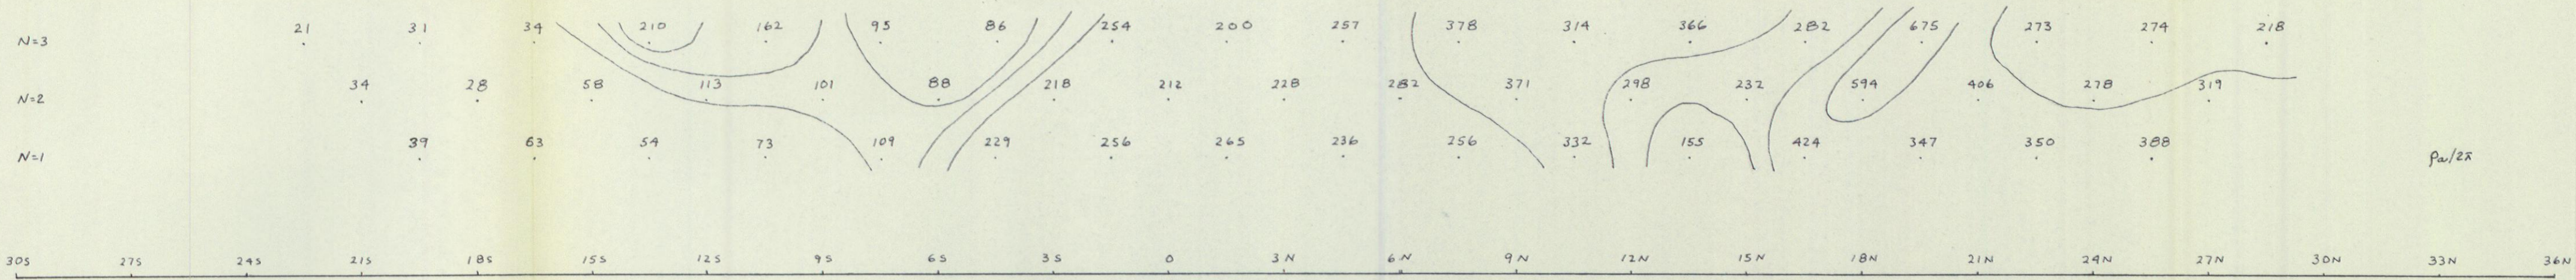 N=3 21 31 34 210 162 95 86 254 200 257 378 314 366 282 675 273 274 218
N=2 34 28 58 113 101 88 218 212 228 282 371 298 232 594 406 278 319
N=1 39 63 54 73 109 229 256 265 236 256 332 155 424 347 350 388 ρa/2π
30S 27S 24S 21S 18S 15S 12S 9S 6S 3S 0 3N 6N 9N 12N 15N 18N 21N 24N 27N 30N 33N 36N